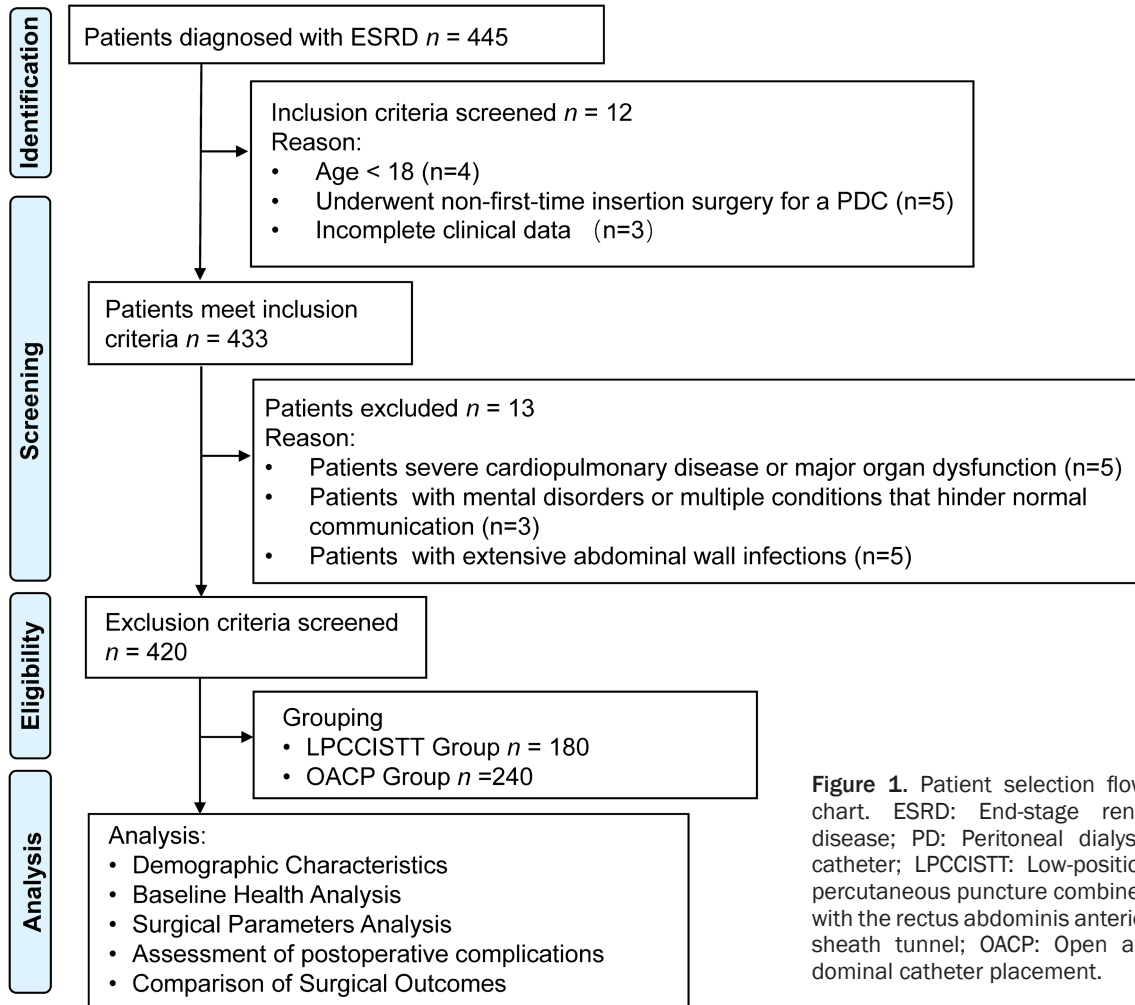 Identification
Patients diagnosed with ESRD n = 445
Inclusion criteria screened n = 12
Reason:
• Age < 18 (n=4)
• Underwent non-first-time insertion surgery for a PDC (n=5)
• Incomplete clinical data （n=3）
Screening
Patients meet inclusion
criteria n = 433
Patients excluded n = 13
Reason:
• Patients severe cardiopulmonary disease or major organ dysfunction (n=5)
• Patients with mental disorders or multiple conditions that hinder normal
communication (n=3)
• Patients with extensive abdominal wall infections (n=5)
Eligibility
Exclusion criteria screened
n = 420
Grouping
• LPCCISTT Group n = 180
• OACP Group n =240
Analysis
Analysis:
• Demographic Characteristics
• Baseline Health Analysis
• Surgical Parameters Analysis
• Assessment of postoperative complications
• Comparison of Surgical Outcomes
Figure 1. Patient selection flow
chart. ESRD: End-stage ren
disease; PD: Peritoneal dialys
catheter; LPCCISTT: Low-positio
percutaneous puncture combine
with the rectus abdominis anterio
sheath tunnel; OACP: Open a
dominal catheter placement.